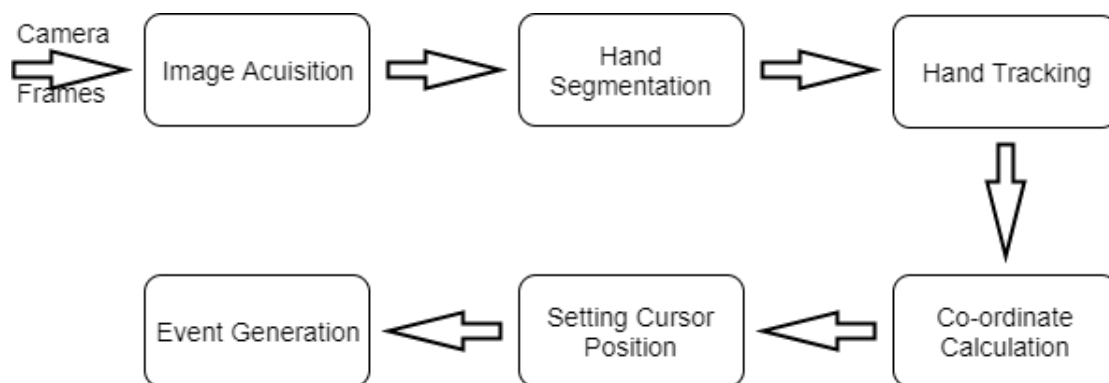 Camera
Frames
Image Acuisition
Hand
Segmentation
Hand Tracking
Co-ordinate
Calculation
Setting Cursor
Position
Event Generation